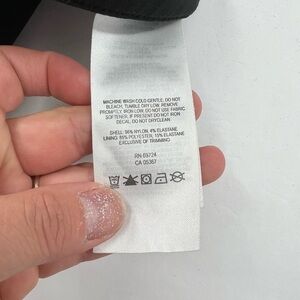 MACHINE WASH COLD GENTLE, DO NOT
BLEACH, TUMBLE DRY LOW, REMOVE
PROMPTLY, IRON LOW, DO NOT USE FABRIC
SOFTENER, IF PRESENT DO NOT IRON
DECAL, DO NOT DRYCLEAN
SHELL: 96% NYLON, 4% ELASTANE
LINING: 85% POLYESTER, 15% ELASTANE
EXCLUSIVE OF TRIMMING
RN 09724
CA 05367